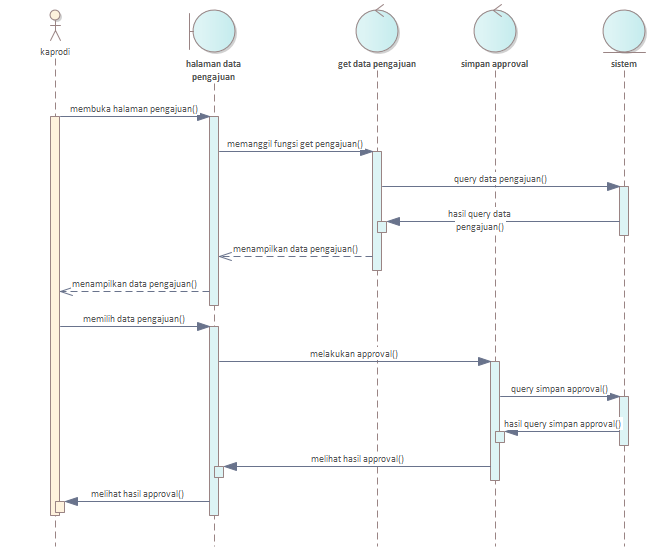 kaprodi
halaman data
pengajuan
get data pengajuan
simpan approval
sistem
membuka halaman pengajuan()
memanggil fungsi get pengajuan()
query data pengajuan()
hasil query data
pengajuan()
menampilkan data pengajuan()
menampilkan data pengajuan()
memilih data pengajuan()
melakukan approval()
query simpan approval()
hasil query simpan approval()
melihat hasil approval()
melihat hasil approval()